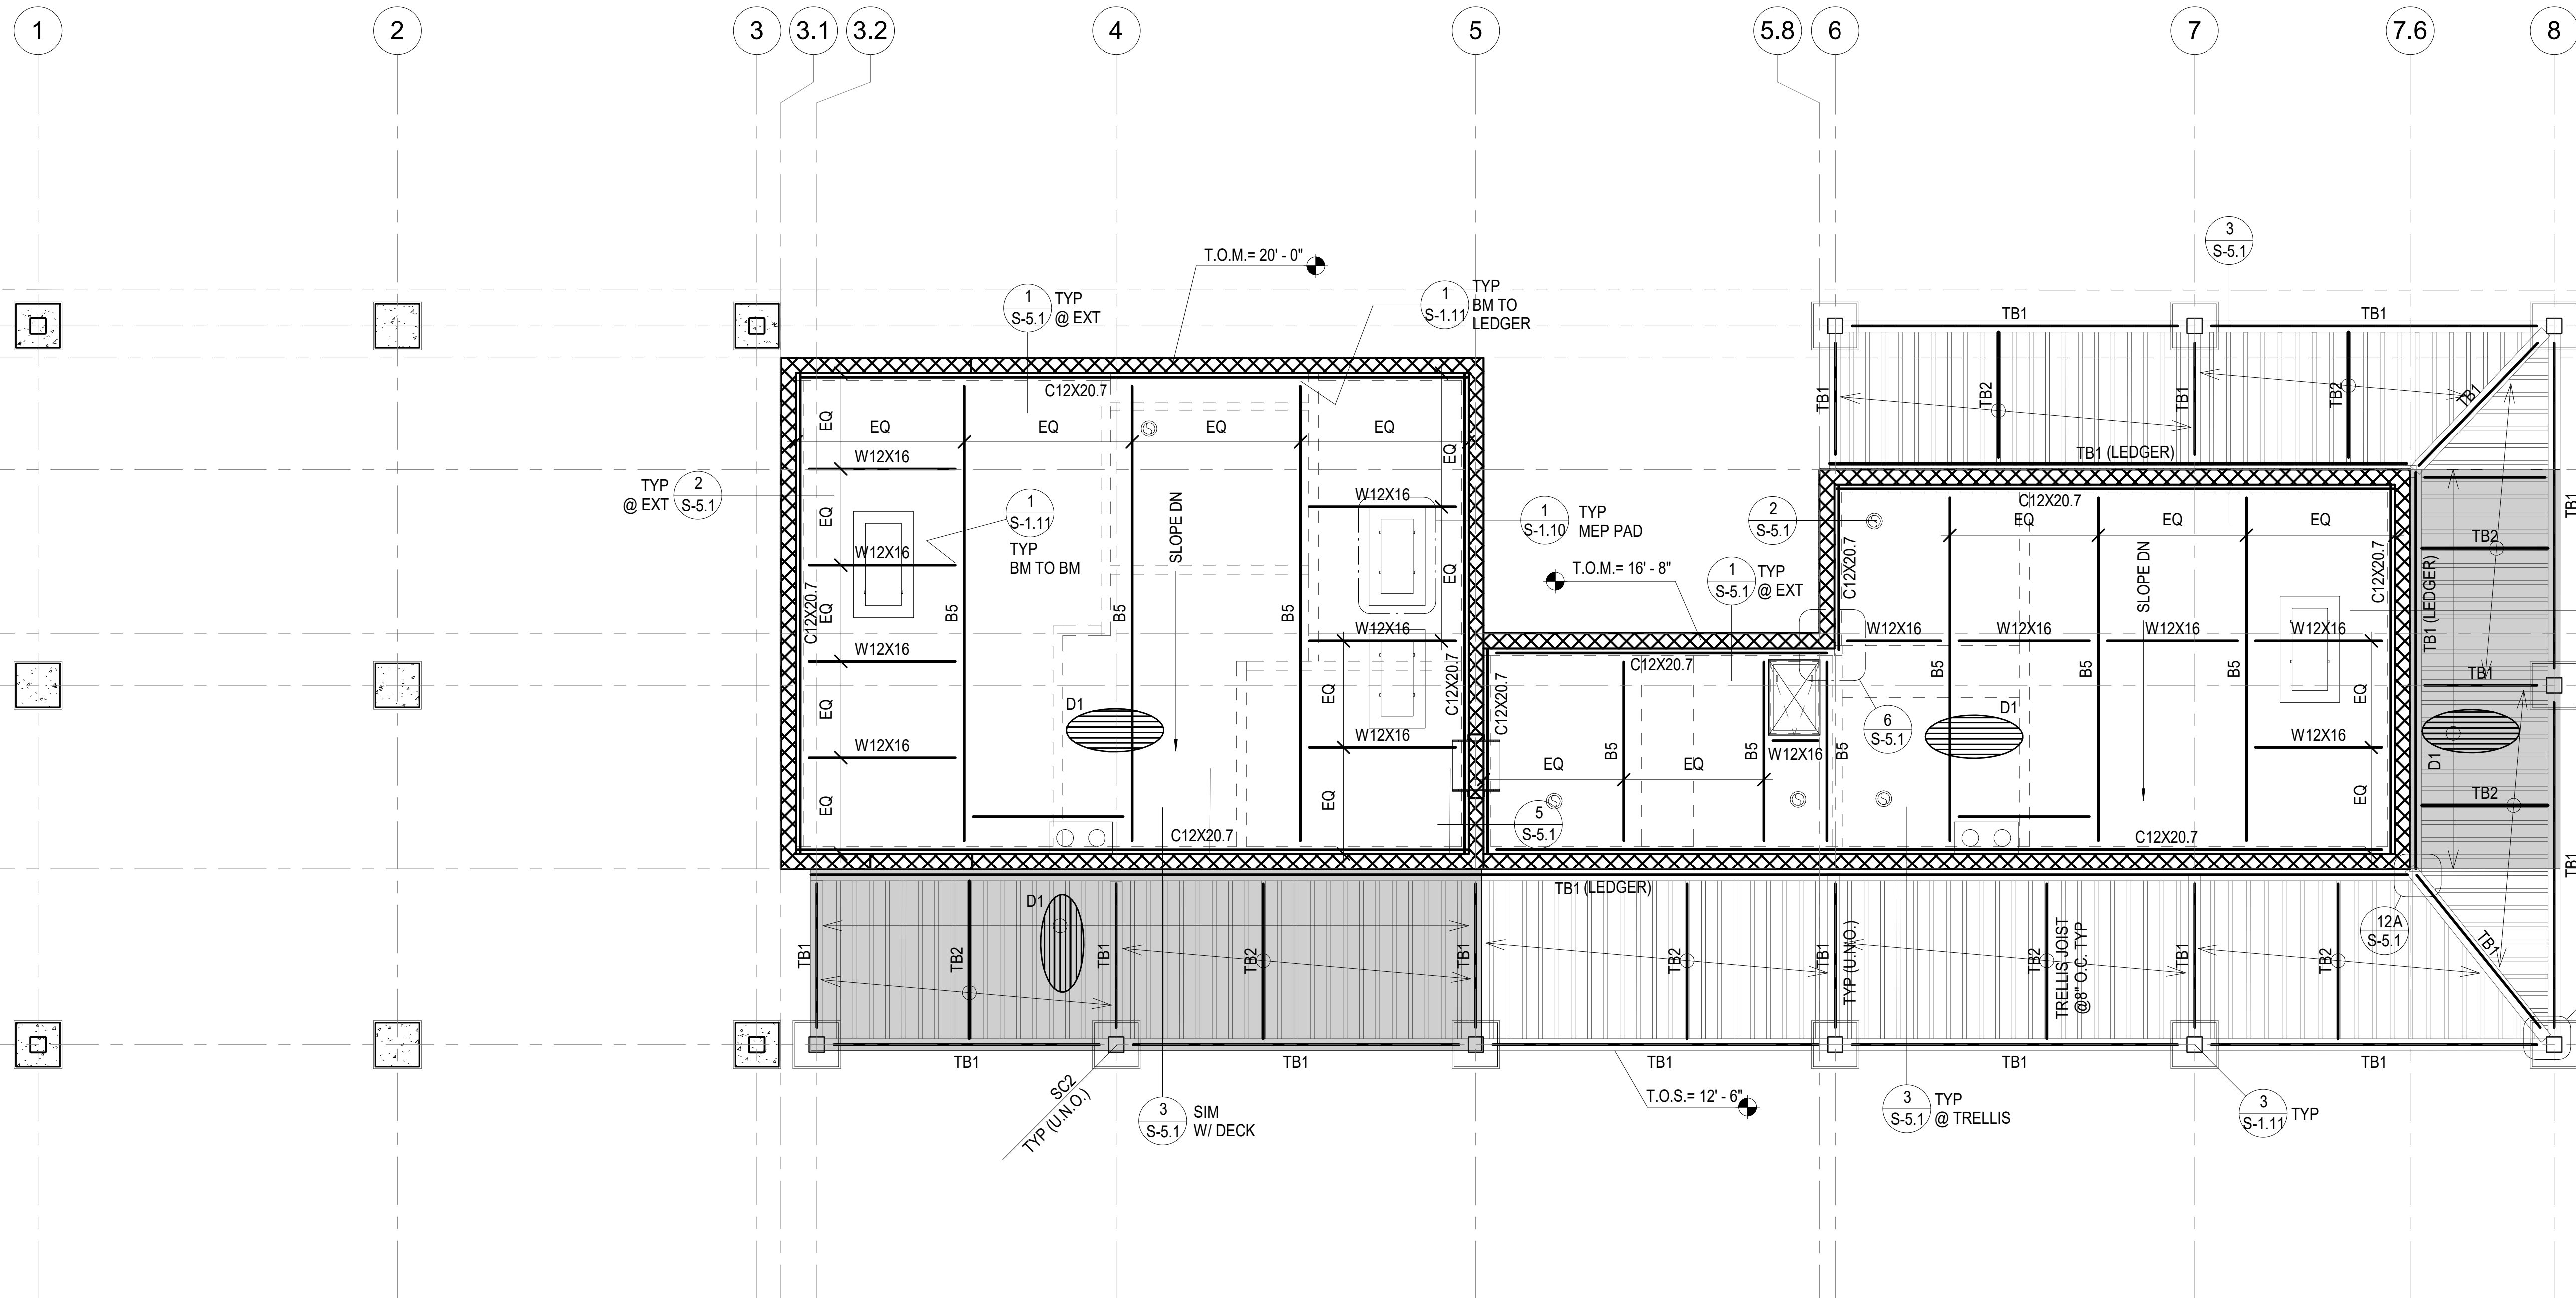 1
2
3
3.1
3.2
4
5
5.8
6
7
7.6
8
3
S-5.1
T.O.M.= 20' - 0"
1
S-5.1
TYP
@ EXT
1
S-1.11
TYP
BM TO
LEDGER
TB1
TB1
C12X20.7
TB1
TB2
TB1
TB2
TB1
EQ
EQ
EQ
EQ
EQ
EQ
TB1 (LEDGER)
W12X16
TYP
@ EXT
2
S-5.1
EQ
1
S-1.11
TYP
BM TO BM
SLOPE DN
W12X16
1
S-1.10
TYP
MEP PAD
2
S-5.1
C12X20.7
EQ
EQ
EQ
TB1
TB2
W12X16
C12X20.7
EQ
B5
B5
B5
EQ
T.O.M.= 16' - 8"
1
S-5.1
TYP
@ EXT
C12X20.7
SLOPE DN
C12X20.7
TB1 (LEDGER)
W12X16
W12X16
W12X16
W12X16
W12X16
W12X16
C12X20.7
C12X20.7
C12X20.7
B5
B5
B5
TB1
EQ
EQ
D1
EQ
6
S-5.1
D1
D1
W12X16
W12X16
B5
B5
W12X16
B5
W12X16
EQ
EQ
EQ
EQ
EQ
TB2
5
S-5.1
C12X20.7
C12X20.7
TB1 (LEDGER)
TB1
D1
12A
S-5.1
TB1
TB2
TB1
TB2
TB1
TB2
TB1
TYP (U.N.O.)
TB2
TRELLIS JOIST
@8" O.C. TYP
TB1
TB2
TB1
TB1
TB1
TB1
TB1
TB1
SC2
TYP (U.N.O.)
3
S-5.1
SIM
W/ DECK
T.O.S.= 12' - 6"
3
S-5.1
TYP
@ TRELLIS
3
S-1.11
TYP